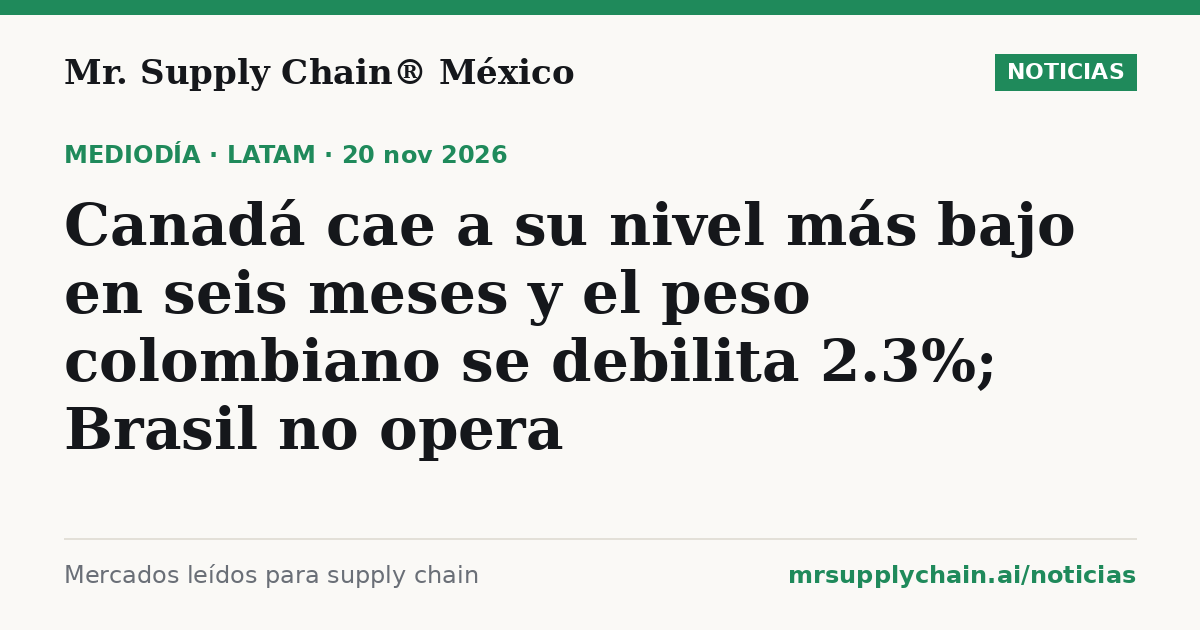 Mr. Supply Chain® México
NOTICIAS
MEDIODÍA · LATAM · 20 nov 2026
Canadá cae a su nivel más bajo
en seis meses y el peso
colombiano se debilita 2.3%;
Brasil no opera
Mercados leídos para supply chain
mrsupplychain.ai/noticias